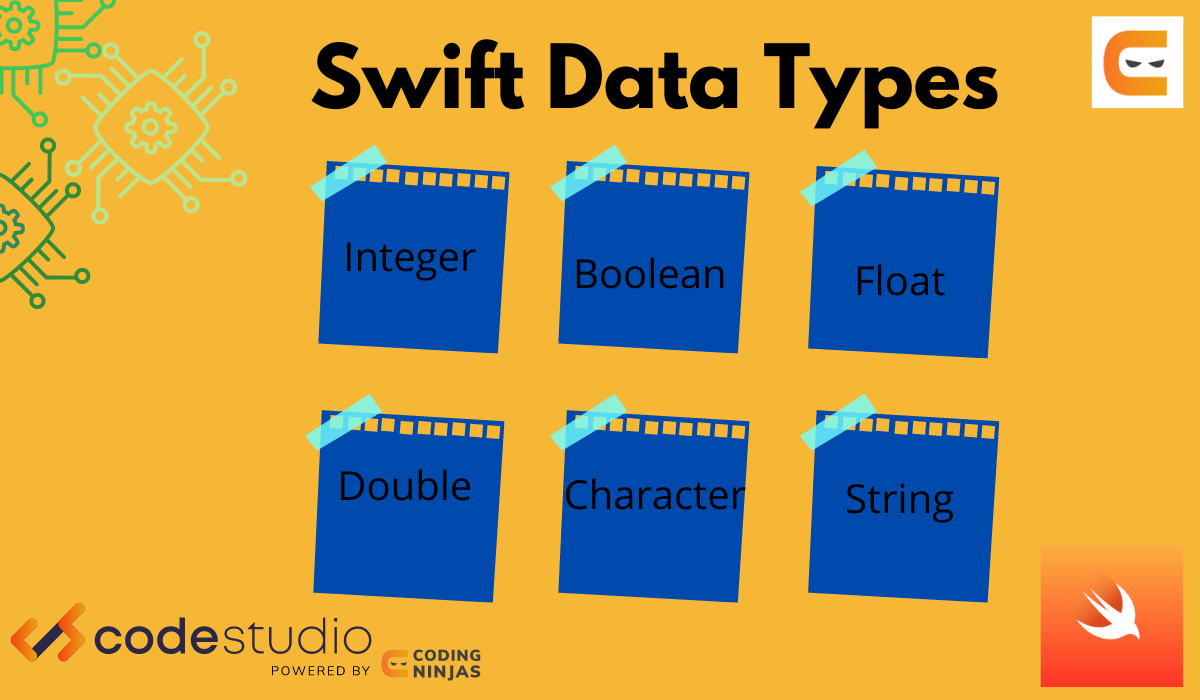 Swift Data Types
Integer
Boolean
Float
Double
Character
String
codestudio
POWERED BY
CODING
NINJAS